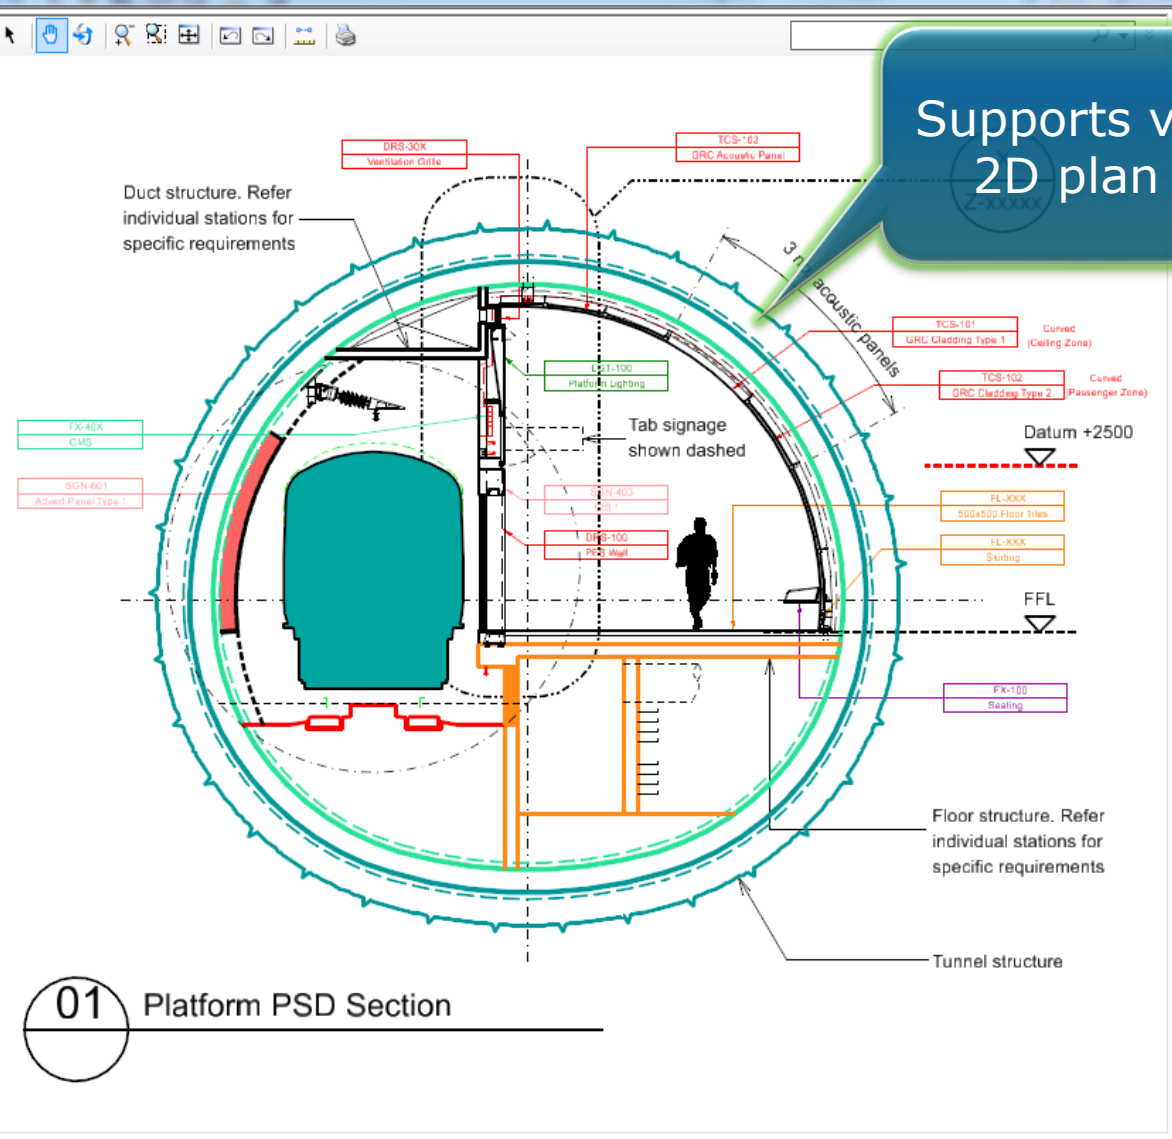 Supports
2D plan
Z-XXXXX
DRS-30X
Ventilation Grille
TCS-103
GRC Acoustic Panel
Duct structure. Refer
individual stations for
specific requirements
acoustic panels
TCS-101
GRC Cladding Type 1
Curved
(Ceiling Zone)
LGT-100
Platform Lighting
TCS-102
GRC Cladding Type 2
Curved
(Passenger Zone)
FX-40X
CMS
Tab signage
shown dashed
Datum +2500
SGN-601
Advert Panel Type *
SGN-403
FL-XXX
500x500 Floor Tiles
DRS-100
Wall
FL-XXX
Skirting
FFL
FX-100
Seating
Floor structure. Refer
individual stations for
specific requirements
Tunnel structure
01
Platform PSD Section